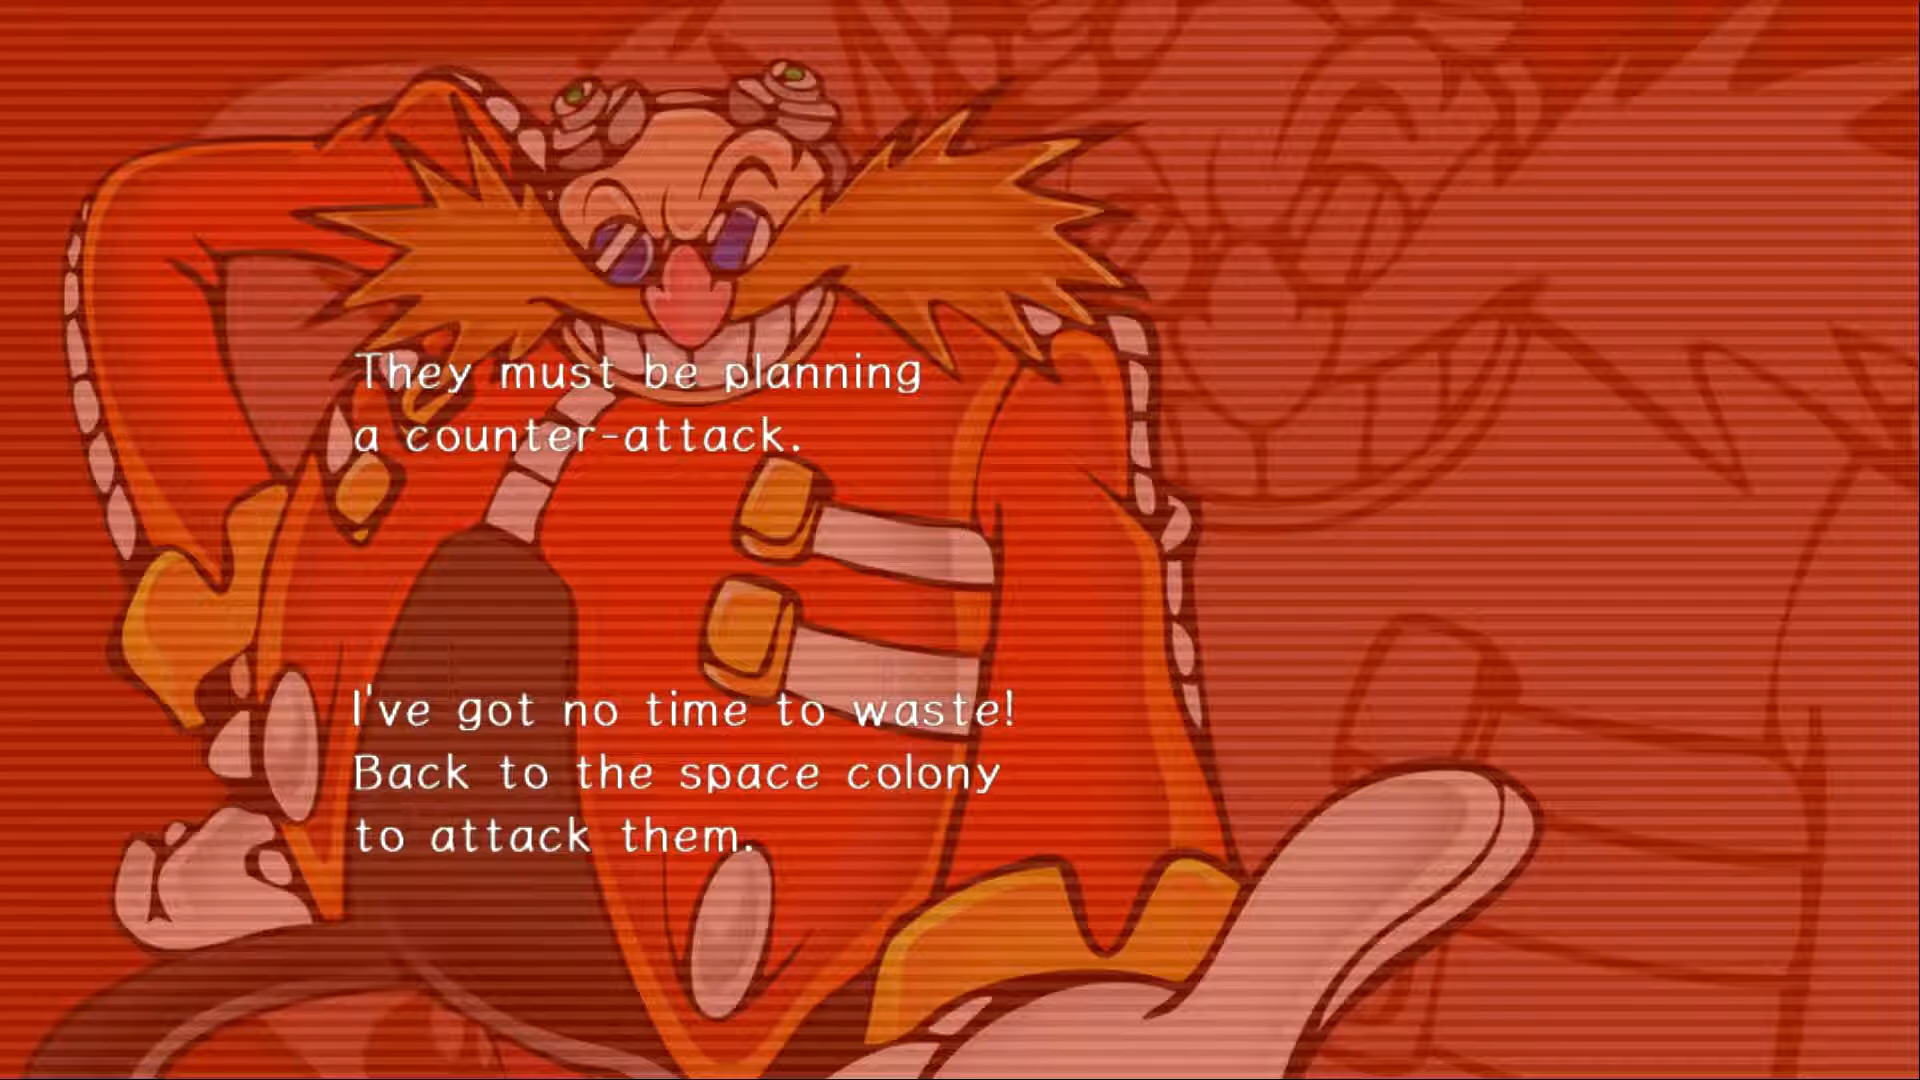 They must be planning
a counter-attack.
I've got no time to waste!
Back to the space colony
to attack them.